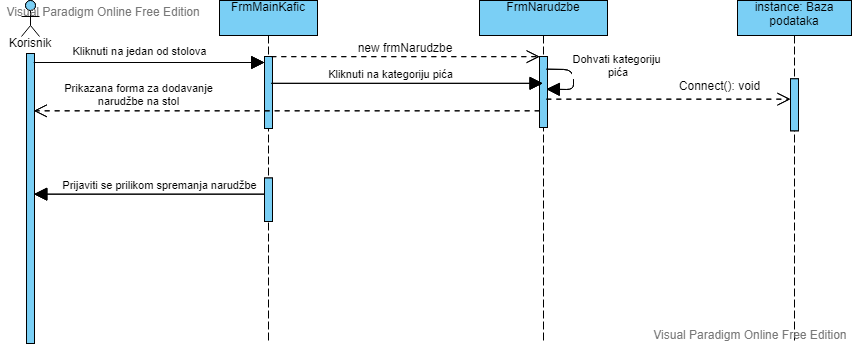 Visual Paradigm Online Free Edition
FrmMainKafic
FrmNarudzbe
instance: Baza
podataka
Korisnik
Kliknuti na jedan od stolova
new frmNarudzbe
Dohvati kategoriju
pića
Kliknuti na kategoriju pića
Connect(): void
Prikazana forma za dodavanje
narudžbe na stol
Prijaviti se prilikom spremanja narudžbe
Visual Paradigm Online Free Edition